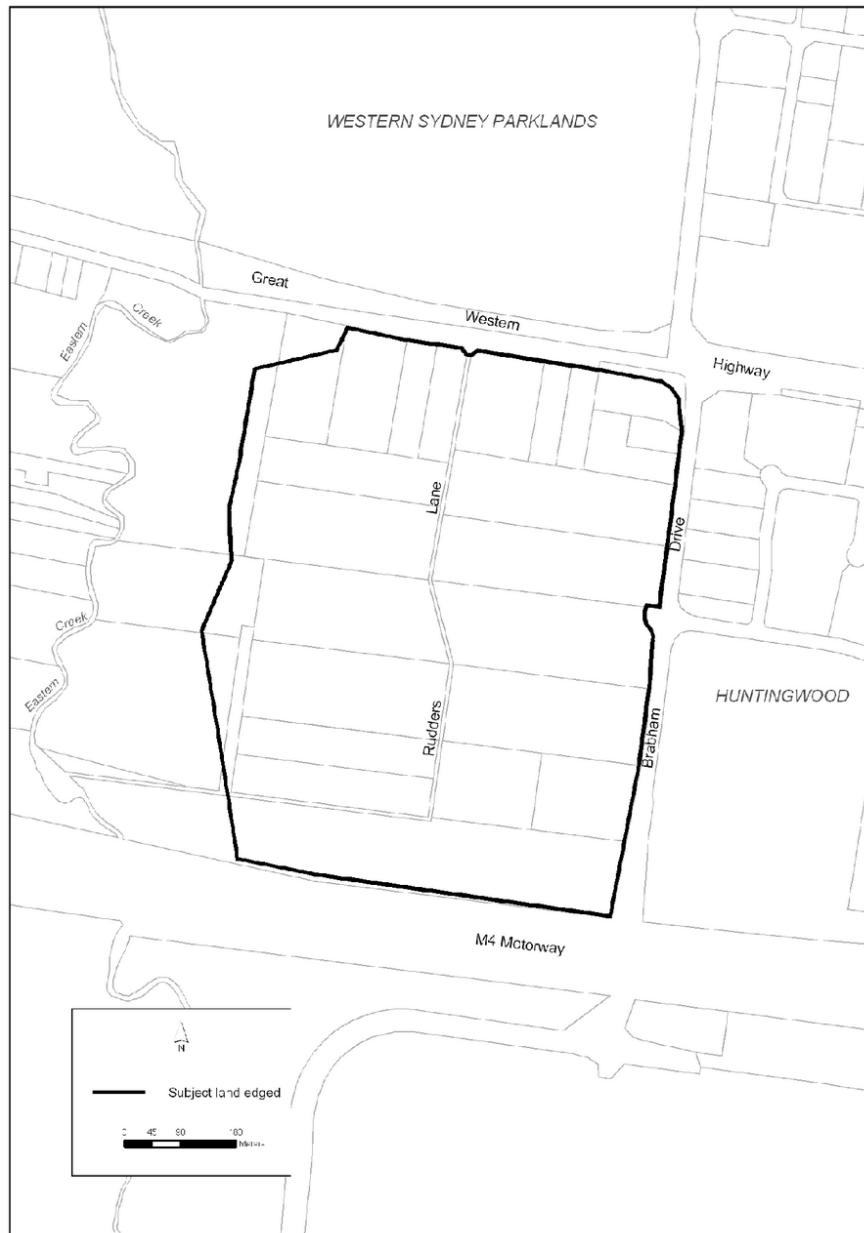 WESTERN SYDNEY PARKLANDS
Great
Western
Highway
Eastern
Creek
Lane
Drive
Creek
Eastern
HUNTINGWOOD
Rudders
Brabham
M4 Motorway
N
Subject land edged
0 45 90 180
Meters